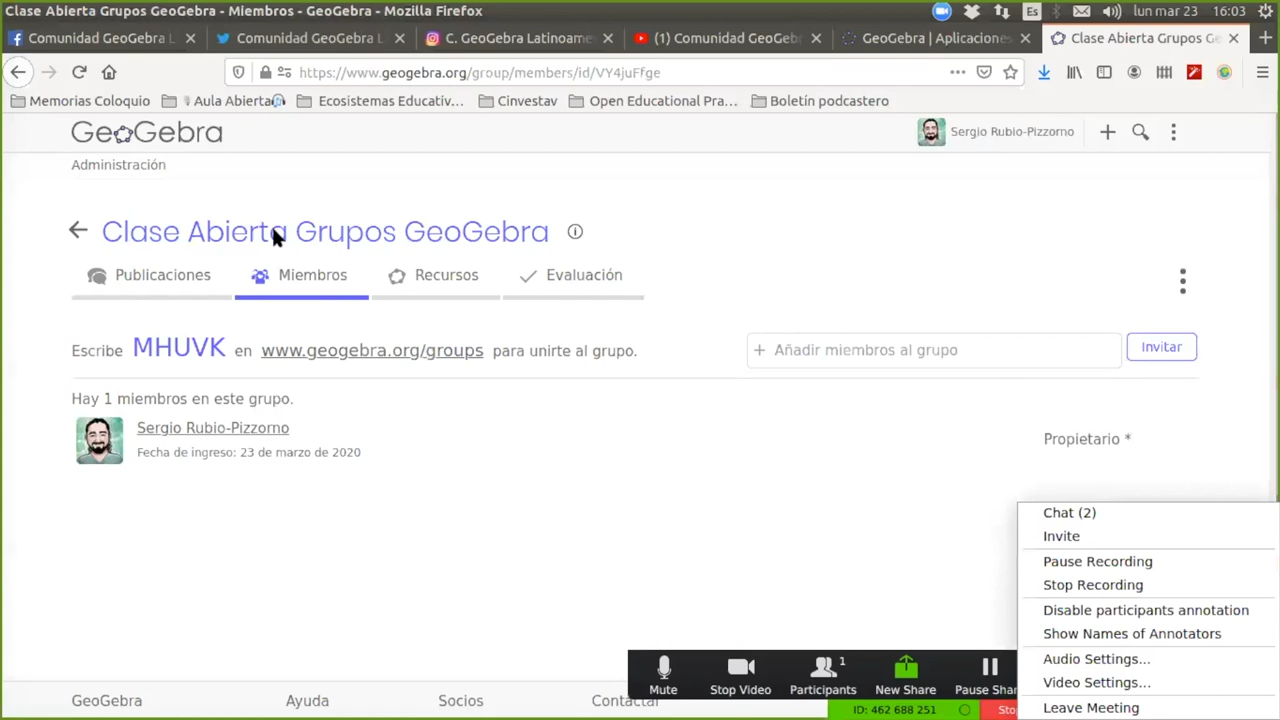 Clase Abierta Grupos GeoGebra - Miembros - GeoGebra - Mozilla Firefox
Es
lun mar 23
16:03
Comunidad GeoGebra L
Comunidad GeoGebra L
C. GeoGebra Latinoame
(1) Comunidad GeoGeb
GeoGebra | Aplicacione
Clase Abierta Grupos Ge
https://www.geogebra.org/group/members/id/VY4juFfge
Memorias Coloquio
Aula Abierta
Ecosistemas Educativ...
Cinvestav
Open Educational Pra...
Boletín podcastero
GeoGebra
Sergio Rubio-Pizzorno
Administración
Clase Abierta Grupos GeoGebra
Publicaciones
Miembros
Recursos
Evaluación
Escribe MHUVK en www.geogebra.org/groups para unirte al grupo.
+ Añadir miembros al grupo
Invitar
Hay 1 miembros en este grupo.
Sergio Rubio-Pizzorno
Fecha de ingreso: 23 de marzo de 2020
Propietario *
Chat (2)
Invite
Pause Recording
Stop Recording
Disable participants annotation
Show Names of Annotators
Audio Settings...
Video Settings...
Leave Meeting
Mute
Stop Video
Participants
1
New Share
Pause Shar
GeoGebra
Ayuda
Socios
Contactar
ID: 462 688 251
Sto